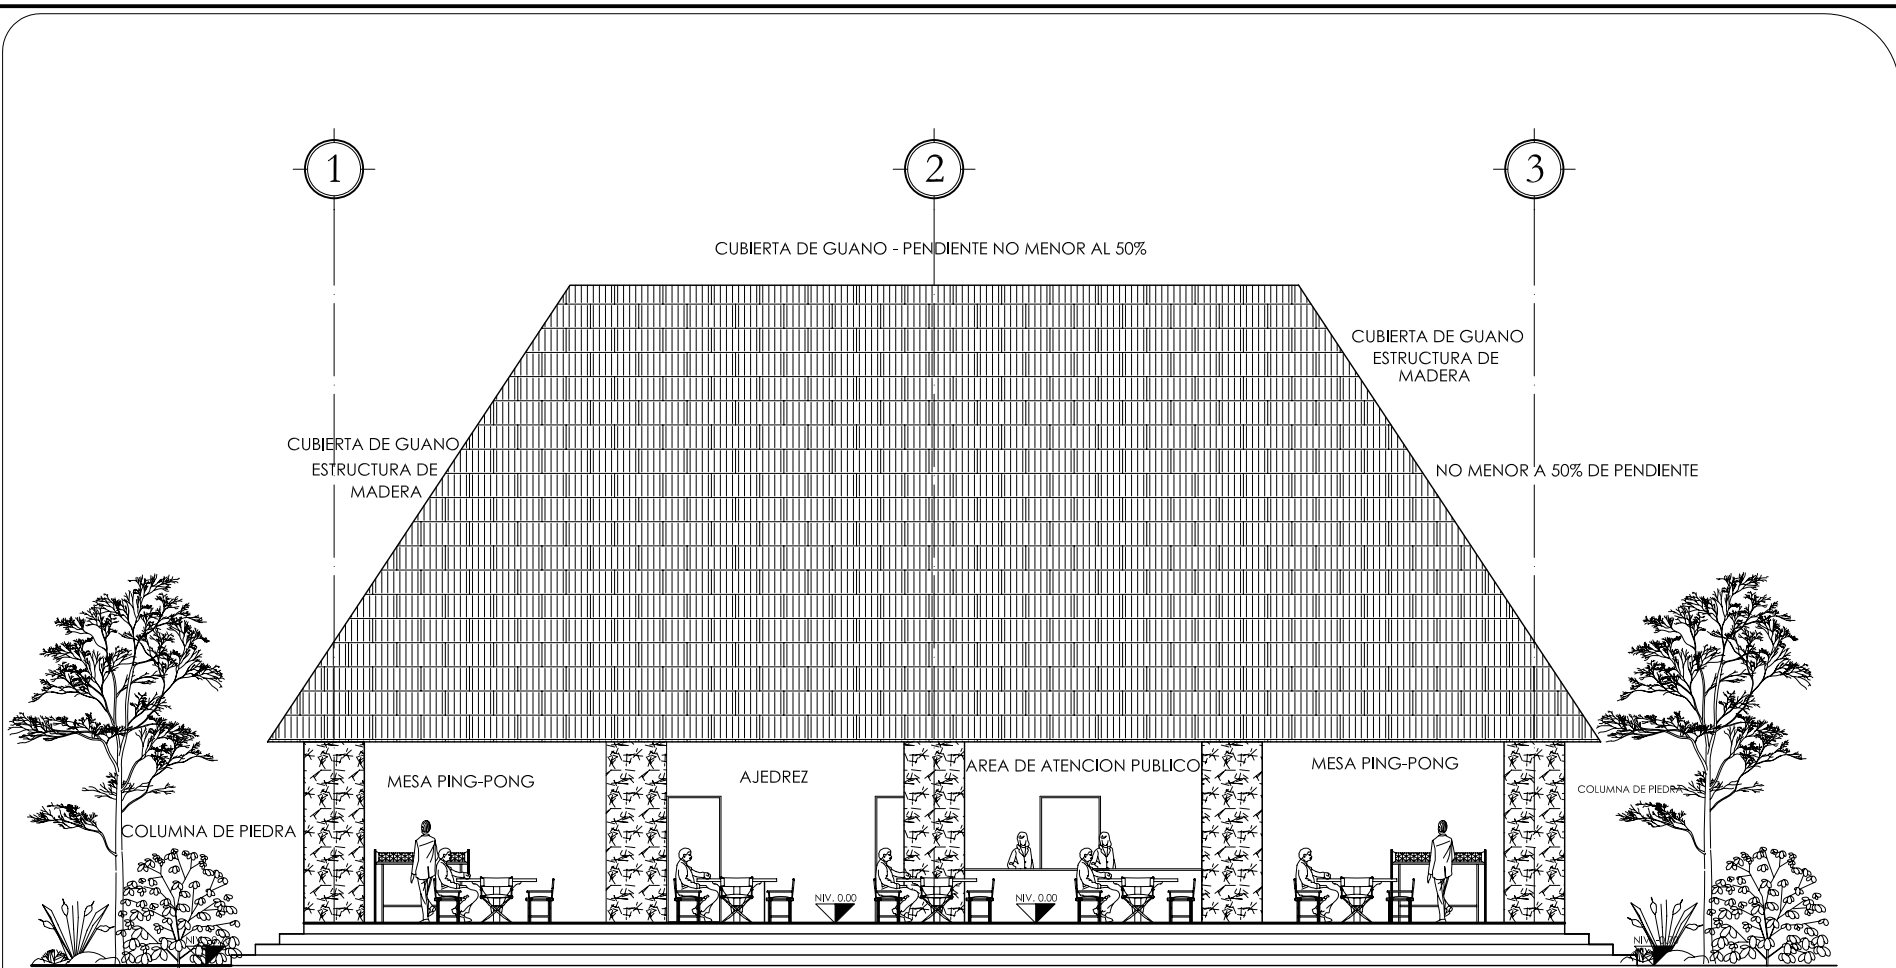 1
2
3
CUBIERTA DE GUANO - PENDIENTE NO MENOR AL 50%
CUBIERTA DE GUANO
ESTRUCTURA DE
MADERA
CUBIERTA DE GUANO
ESTRUCTURA DE
MADERA
NO MENOR A 50% DE PENDIENTE
MESA PING-PONG
AJEDREZ
AREA DE ATENCION PUBLICO
MESA PING-PONG
COLUMNA DE PIEDRA
COLUMNA DE PIEDRA
NIV. 0.00
NIV. 0.00